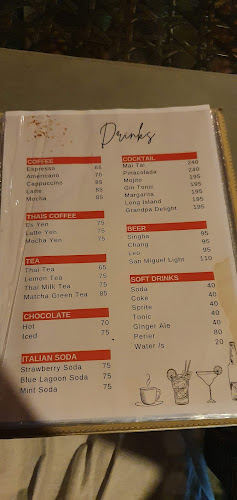 Drinks
COFFEE
Espresso 65
Americano 70
Cappuccino 85
Latte 85
Mocha 85
THAIS COFFEE
Es Yen 75
Latte Yen 75
Mocha Yen 75
TEA
Thai Tea 65
Lemon Tea 75
Thai Milk Tea 75
Matcha Green Tea 85
CHOCOLATE
Hot 70
Iced 75
ITALIAN SODA
Strawberry Soda 75
Blue Lagoon Soda 75
Mint Soda 75
COCKTAIL
Mai Tai 240
Pinacolada 240
Mojito 195
Gin Tonic 195
Margarita 195
Long Island 195
Grandpa Delight 195
BEER
Singha 95
Chang 95
Leo 95
San Miguel Light 110
SOFT DRINKS
Soda 40
Coke 40
Sprite 40
Tonic 40
Ginger Ale 40
Perier 80
Water /s 20